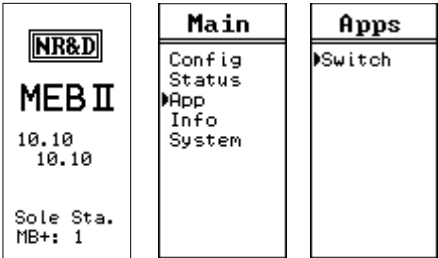 NR&D
MEB II
10.10
10.10
Sole Sta.
MB+: 1
Main
Config
Status
App
Info
System
Apps
Switch